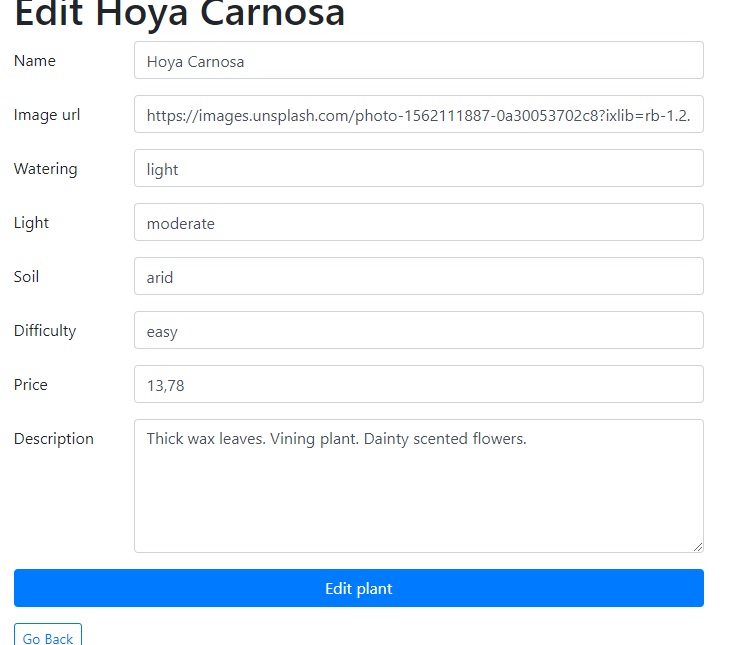 Edit Hoya Carnosa
Name Hoya Carnosa
Image url https://images.unsplash.com/photo-1562111887-0a30053702c8?ixlib=rb-1.2.
Watering light
Light moderate
Soil arid
Difficulty easy
Price 13,78
Description Thick wax leaves. Vining plant. Dainty scented flowers.
Edit plant
Go Back